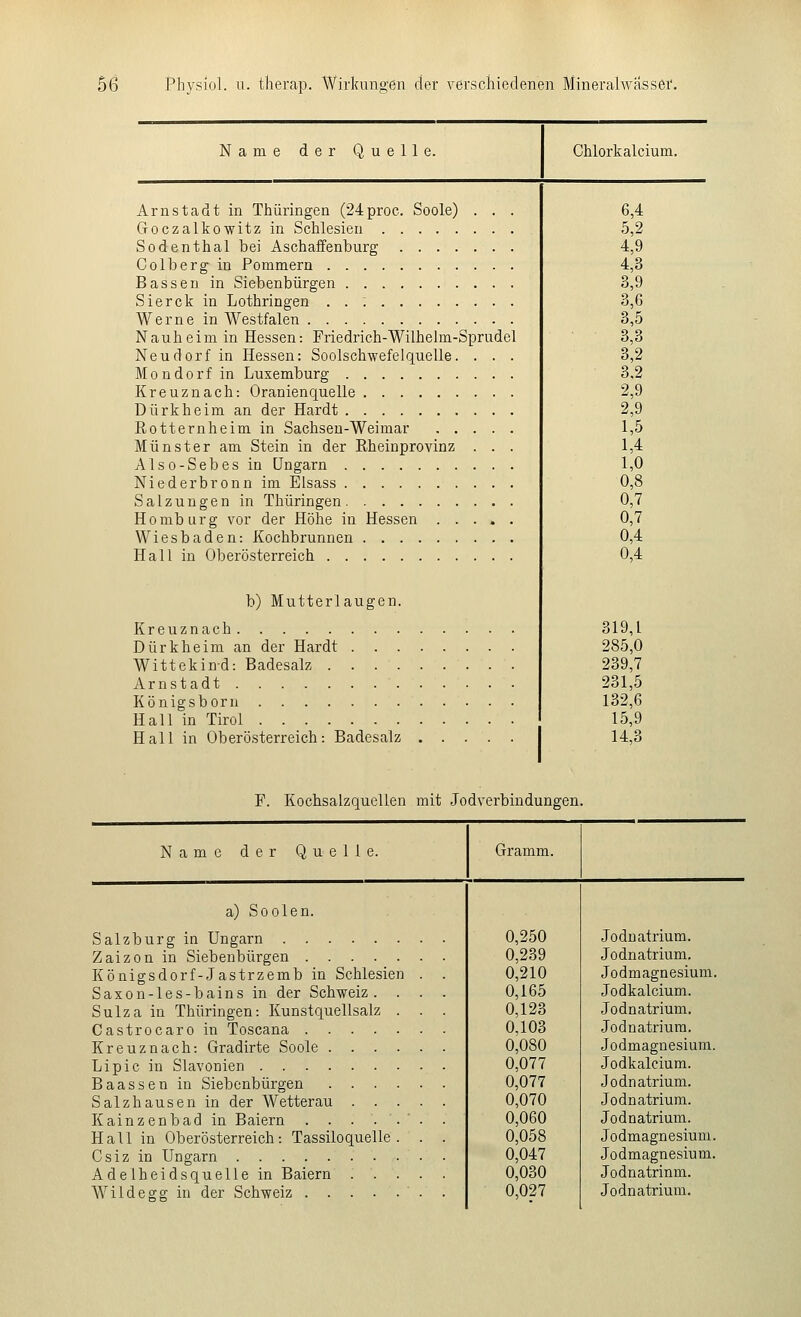 56 Physiol. u. therap. Wirkungen der verschiedenen Mineralwässer.
Name der Quelle. Chlorkalcium.
Arnstadt in Thüringen (24proc. Soole) . . . 6,4
Goczalkowitz in Schlesien . . . . . . . . 5,2
Sodenthal bei Aschaffenburg . . . . . . . 4,9
Colberg in Pommern . . . . . . . . . . . 4,3
Bassen in Siebenbürgen . . . . . . . . . . 3,9
Sierck in Lothringen . . . . . . . . . . . 3,6
Werne in Westfalen . . . . . . . . . . . . 3,5
Nauheim in Hessen: Friedrich-Wilhelm-Sprudel 3,3
Neudorf in Hessen: Soolschwefelquelle. . . . 3,2
Mondorf in Luxemburg . . . . . . . . . . 3,2
Kreuznach: Oranienquelle . . . . . . . . . 2,9
Dürkheim an der Hardt . . . . . . . . . . 2,9
Rotternheim in Sachsen-Weimar . . . . . 1,5
Münster am Stein in der Rheinprovinz . . . 1,4
Also-Sebes in Ungarn . . . . . . . . . . 1,0
Niederbronn im Elsass . . . . . . . . . . 0,8
Salzungen in Thüringen. . . . . . . . . . 0,7
Homburg vor der Höhe in Hessen . . . . . 0,7
Wiesbaden: Kochbrunnen . . . . . . . . . 0,4
Hall in Oberösterreich . . . . . . . . . . . 0,4
b) Mutterlaugen.
Kreuznach. . . . . . . . . . . . . . . 319,1
Dürkheim an der Hardt . . . . . . . . 285,0
Wittekind: Badesalz . . . . . . . . . 239,7
Arnstadt . . . . . . . . . . . . . . 231,5
Königsborn . . . . . . . . . . . . . 132,6
Hall in Tirol . . . . . . . . . . . . . 15,9
Hall in Oberösterreich: Badesalz . . . . . 14,3
F. Kochsalzquellen mit Jodverbindungen.
Name der Quelle. Gramm.
a) Soolen.
Salzburg in Ungarn . . . . . . . . 0,250 Jodnatrium.
Zaizon in Siebenbürgen . . . . . . . 0,239 Jodnatrium.
Königsdorf-Jastrzemb in Schlesien . . 0,210 Jodmagnesium.
Saxon-les-bains in der Schweiz . . . . 0,165 Jodkalcium.
Sulza in Thüringen: Kunstquellsalz . . . 0,123 Jodnatrium.
Castrocaro in Toscana . . . . . . . 0,103 Jodnatrium.
Kreuznach: Gradirte Soole . . . . . . 0,080 Jodmagnesium.
Lipic in Slavonien . . . . . . . . . 0,077 Jodkalcium.
Baassen in Siebenbürgen . . . . . . 0,077 Jodnatrium.
Salzhausen in der Wetterau . . . . . 0,070 Jodnatrium.
Kainzenbad in Baiern . . . . . . . 0,060 Jodnatrium.
Hall in Oberösterreich: Tassiloquelle . . . 0,058 Jodmagnesium.
Csiz in Ungarn . . . . . . . . . . 0,047 Jodmagnesium.
Adelheidsquelle in Baiern . . . . . 0,030 Jodnatrinm.
Wildegg in der Schweiz . . . . . . . 0,027 Jodnatrium.